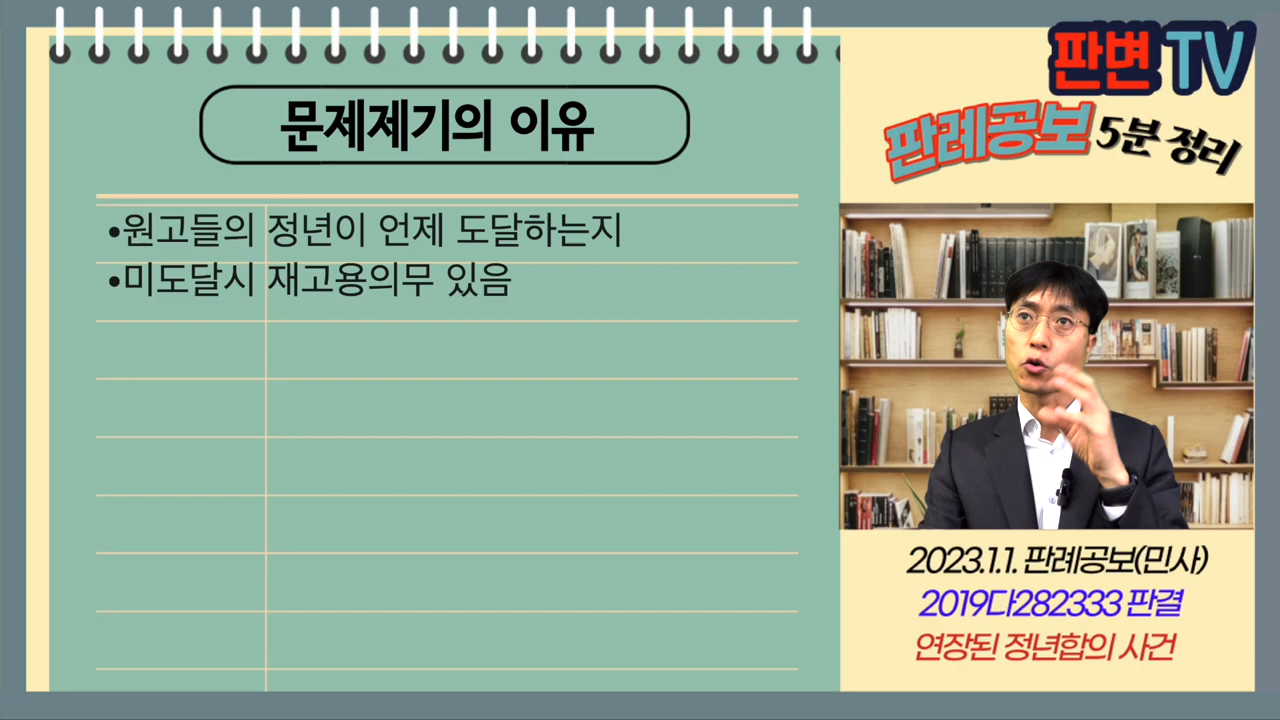 문제제기의 이유
•원고들의 정년이 언제 도달하는지
•미도달시 재고용의무 있음
판변 TV
판례공보 5분 정리
2023.1.1. 판례공보(민사)
2019다282333 판결
연장된 정년합의 사건